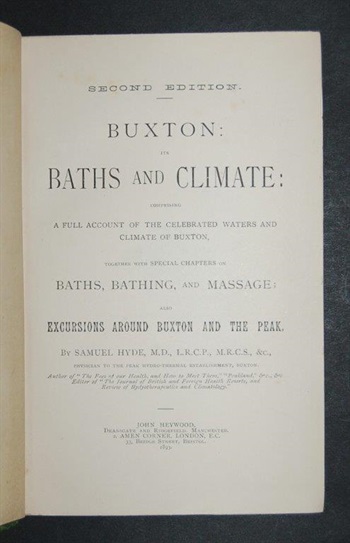 SECOND EDITION.
BUXTON:
ITS
BATHS AND CLIMATE:
COMPRISING
A FULL ACCOUNT OF THE CELEBRATED WATERS AND
CLIMATE OF BUXTON,
TOGETHER WITH SPECIAL CHAPTERS ON
BATHS, BATHING, AND MASSAGE:
ALSO
EXCURSIONS AROUND BUXTON AND THE PEAK.
BY SAMUEL HYDE, M.D., L.R.C.P., M.R.C.S., &c.,
PHYSICIAN TO THE PEAK HYDRO-THERMAL ESTABLISHMENT, BUXTON
Author of "The Foes of our Health, and How to Meet Them," &c., &c
Editor of "The Journal of British and Foreign Health Resorts, and
Review of Hydrotherapeutics and Climatology."
JOHN HEYWOOD,
DEANSGATE AND RIDGEFIELD, MANCHESTER.
2, AMEN CORNER, LONDON, E.C.
33, BRIDGE STREET, BRISTOL.